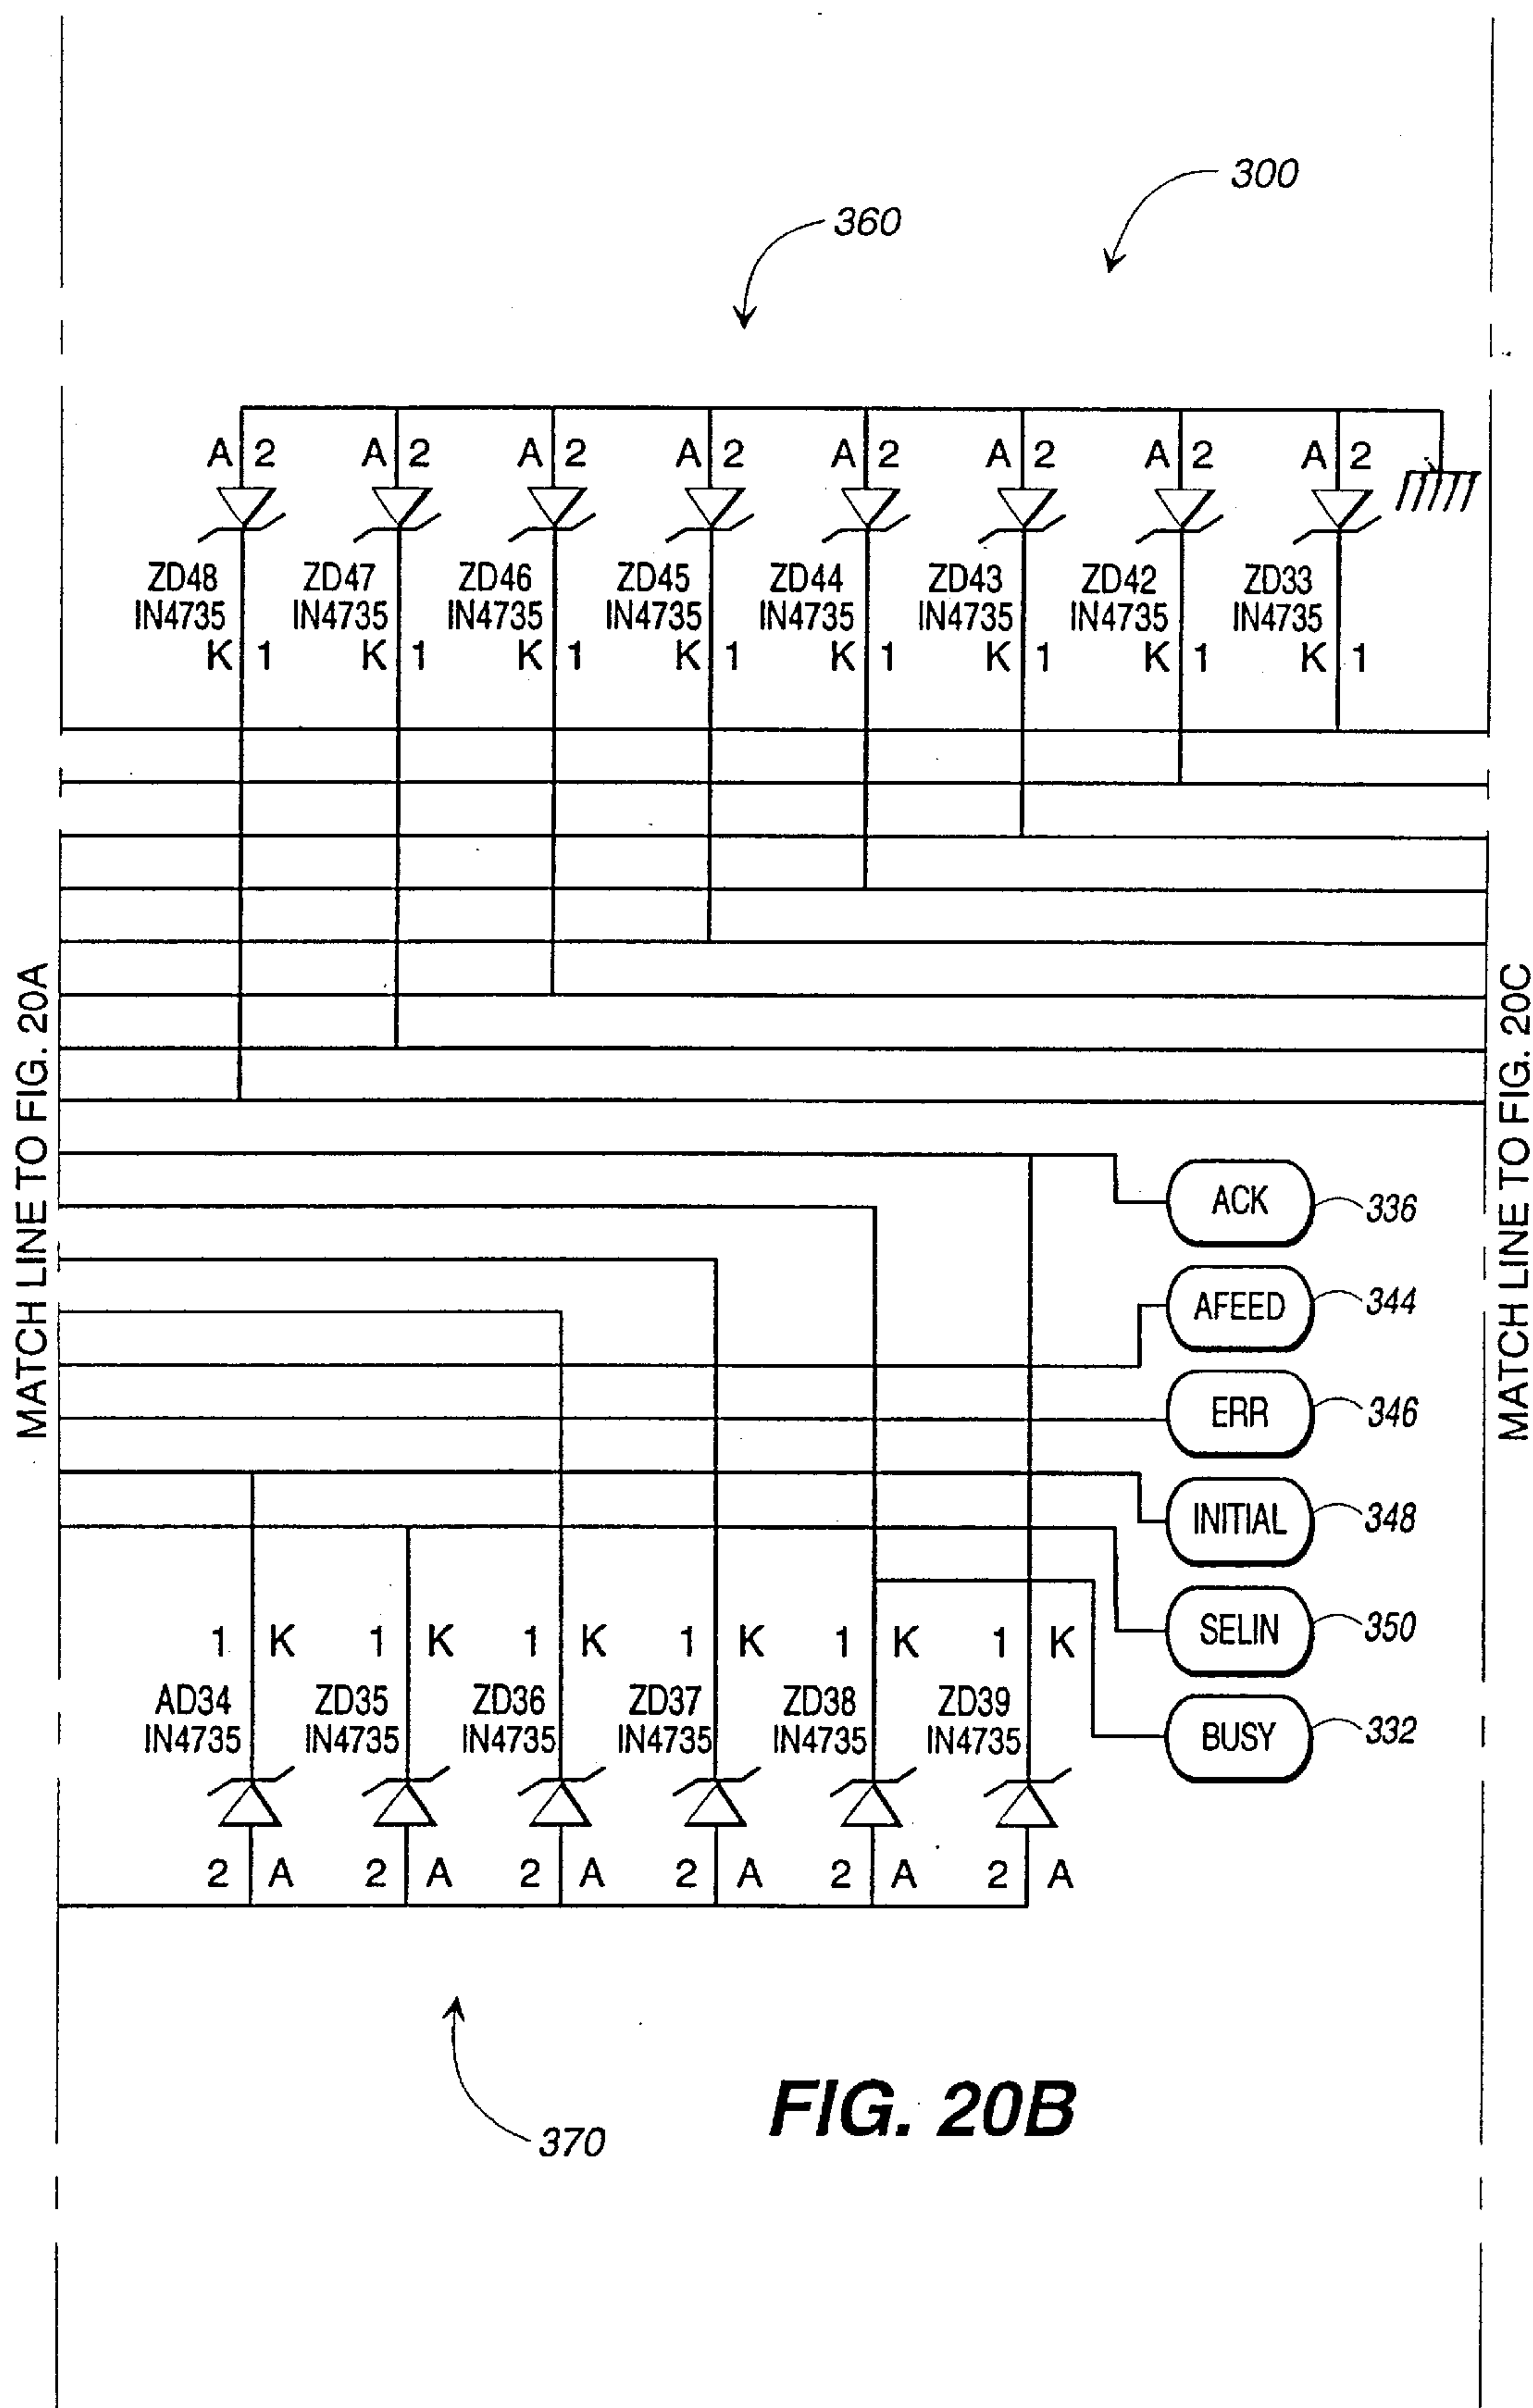 300
360
A 2 A 2 A 2 A 2 A 2 A 2 A 2 A 2
ZD48 ZD47 ZD46 ZD45 ZD44 ZD43 ZD42 ZD33
IN4735 IN4735 IN4735 IN4735 IN4735 IN4735 IN4735 IN4735
K 1 K 1 K 1 K 1 K 1 K 1 K 1 K 1
MATCH LINE TO FIG. 20A
MATCH LINE TO FIG. 20C
ACK 336
AFEED 344
ERR 346
INITIAL 348
SELIN 350
BUSY 332
1 K 1 K 1 K 1 K 1 K 1 K
AD34 ZD35 ZD36 ZD37 ZD38 ZD39
IN4735 IN4735 IN4735 IN4735 IN4735 IN4735
2 A 2 A 2 A 2 A 2 A 2 A
370
FIG. 20B